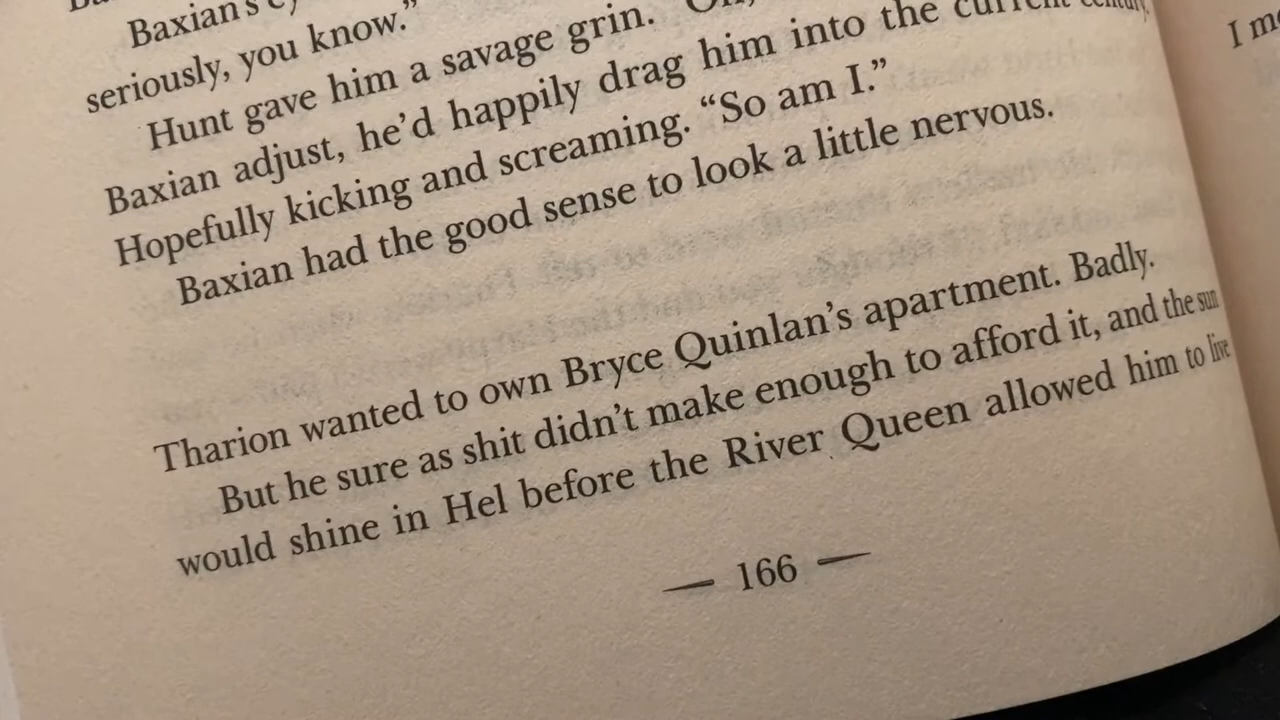 Baxian's
seriously, you know.”
Hunt gave him a savage grin. “Oh,
Baxian adjust, he’d happily drag him into the current century.
Hopefully kicking and screaming. “So am I.”
Baxian had the good sense to look a little nervous.
Tharion wanted to own Bryce Quinlan’s apartment. Badly.
But he sure as shit didn’t make enough to afford it, and the sun
would shine in Hel before the River Queen allowed him to live
— 166 —
I